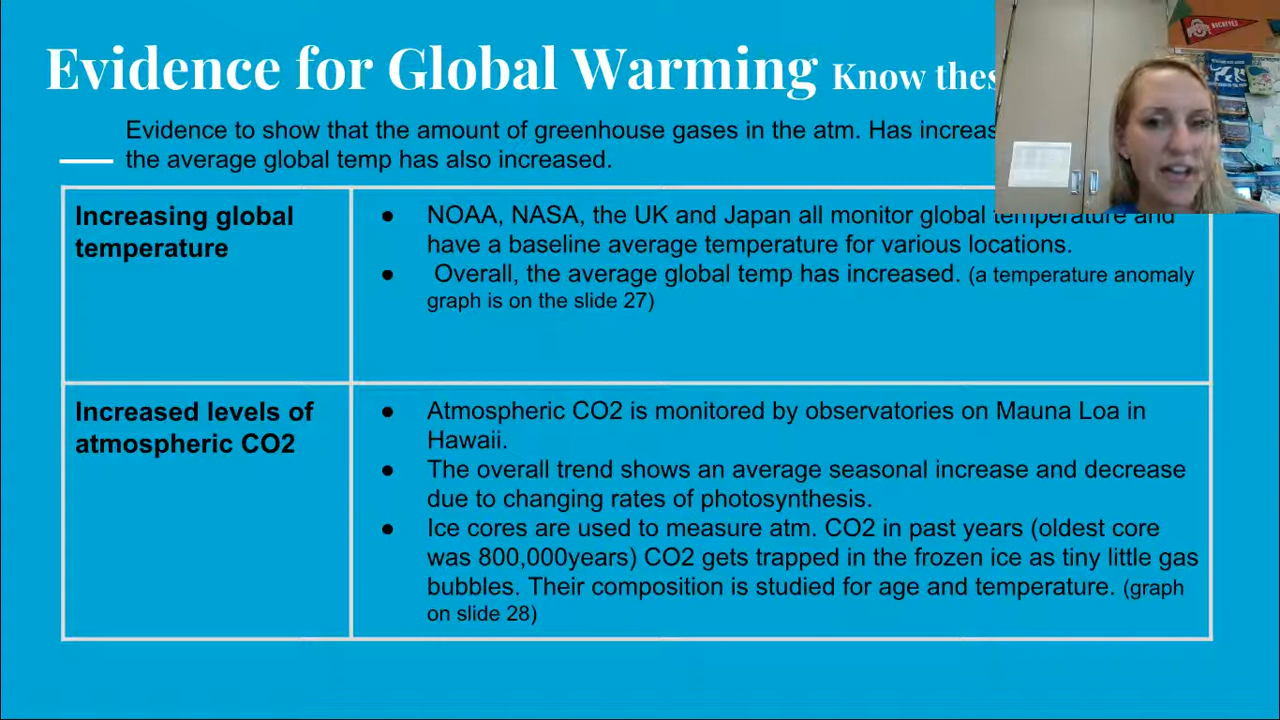 Evidence for Global Warming Know
Evidence to show that the amount of greenhouse gases in the atm. Has
the average global temp has also increased.
Increasing global
temperature
● NOAA, NASA, the UK and Japan all monitor global temperature and
have a baseline average temperature for various locations.
● Overall, the average global temp has increased. (a temperature anomaly
graph is on the slide 27)
Increased levels of
atmospheric CO2
● Atmospheric CO2 is monitored by observatories on Mauna Loa in
Hawaii.
● The overall trend shows an average seasonal increase and decrease
due to changing rates of photosynthesis.
● Ice cores are used to measure atm. CO2 in past years (oldest core
was 800,000years) CO2 gets trapped in the frozen ice as tiny little gas
bubbles. Their composition is studied for age and temperature. (graph
on slide 28)
BUCKEYES